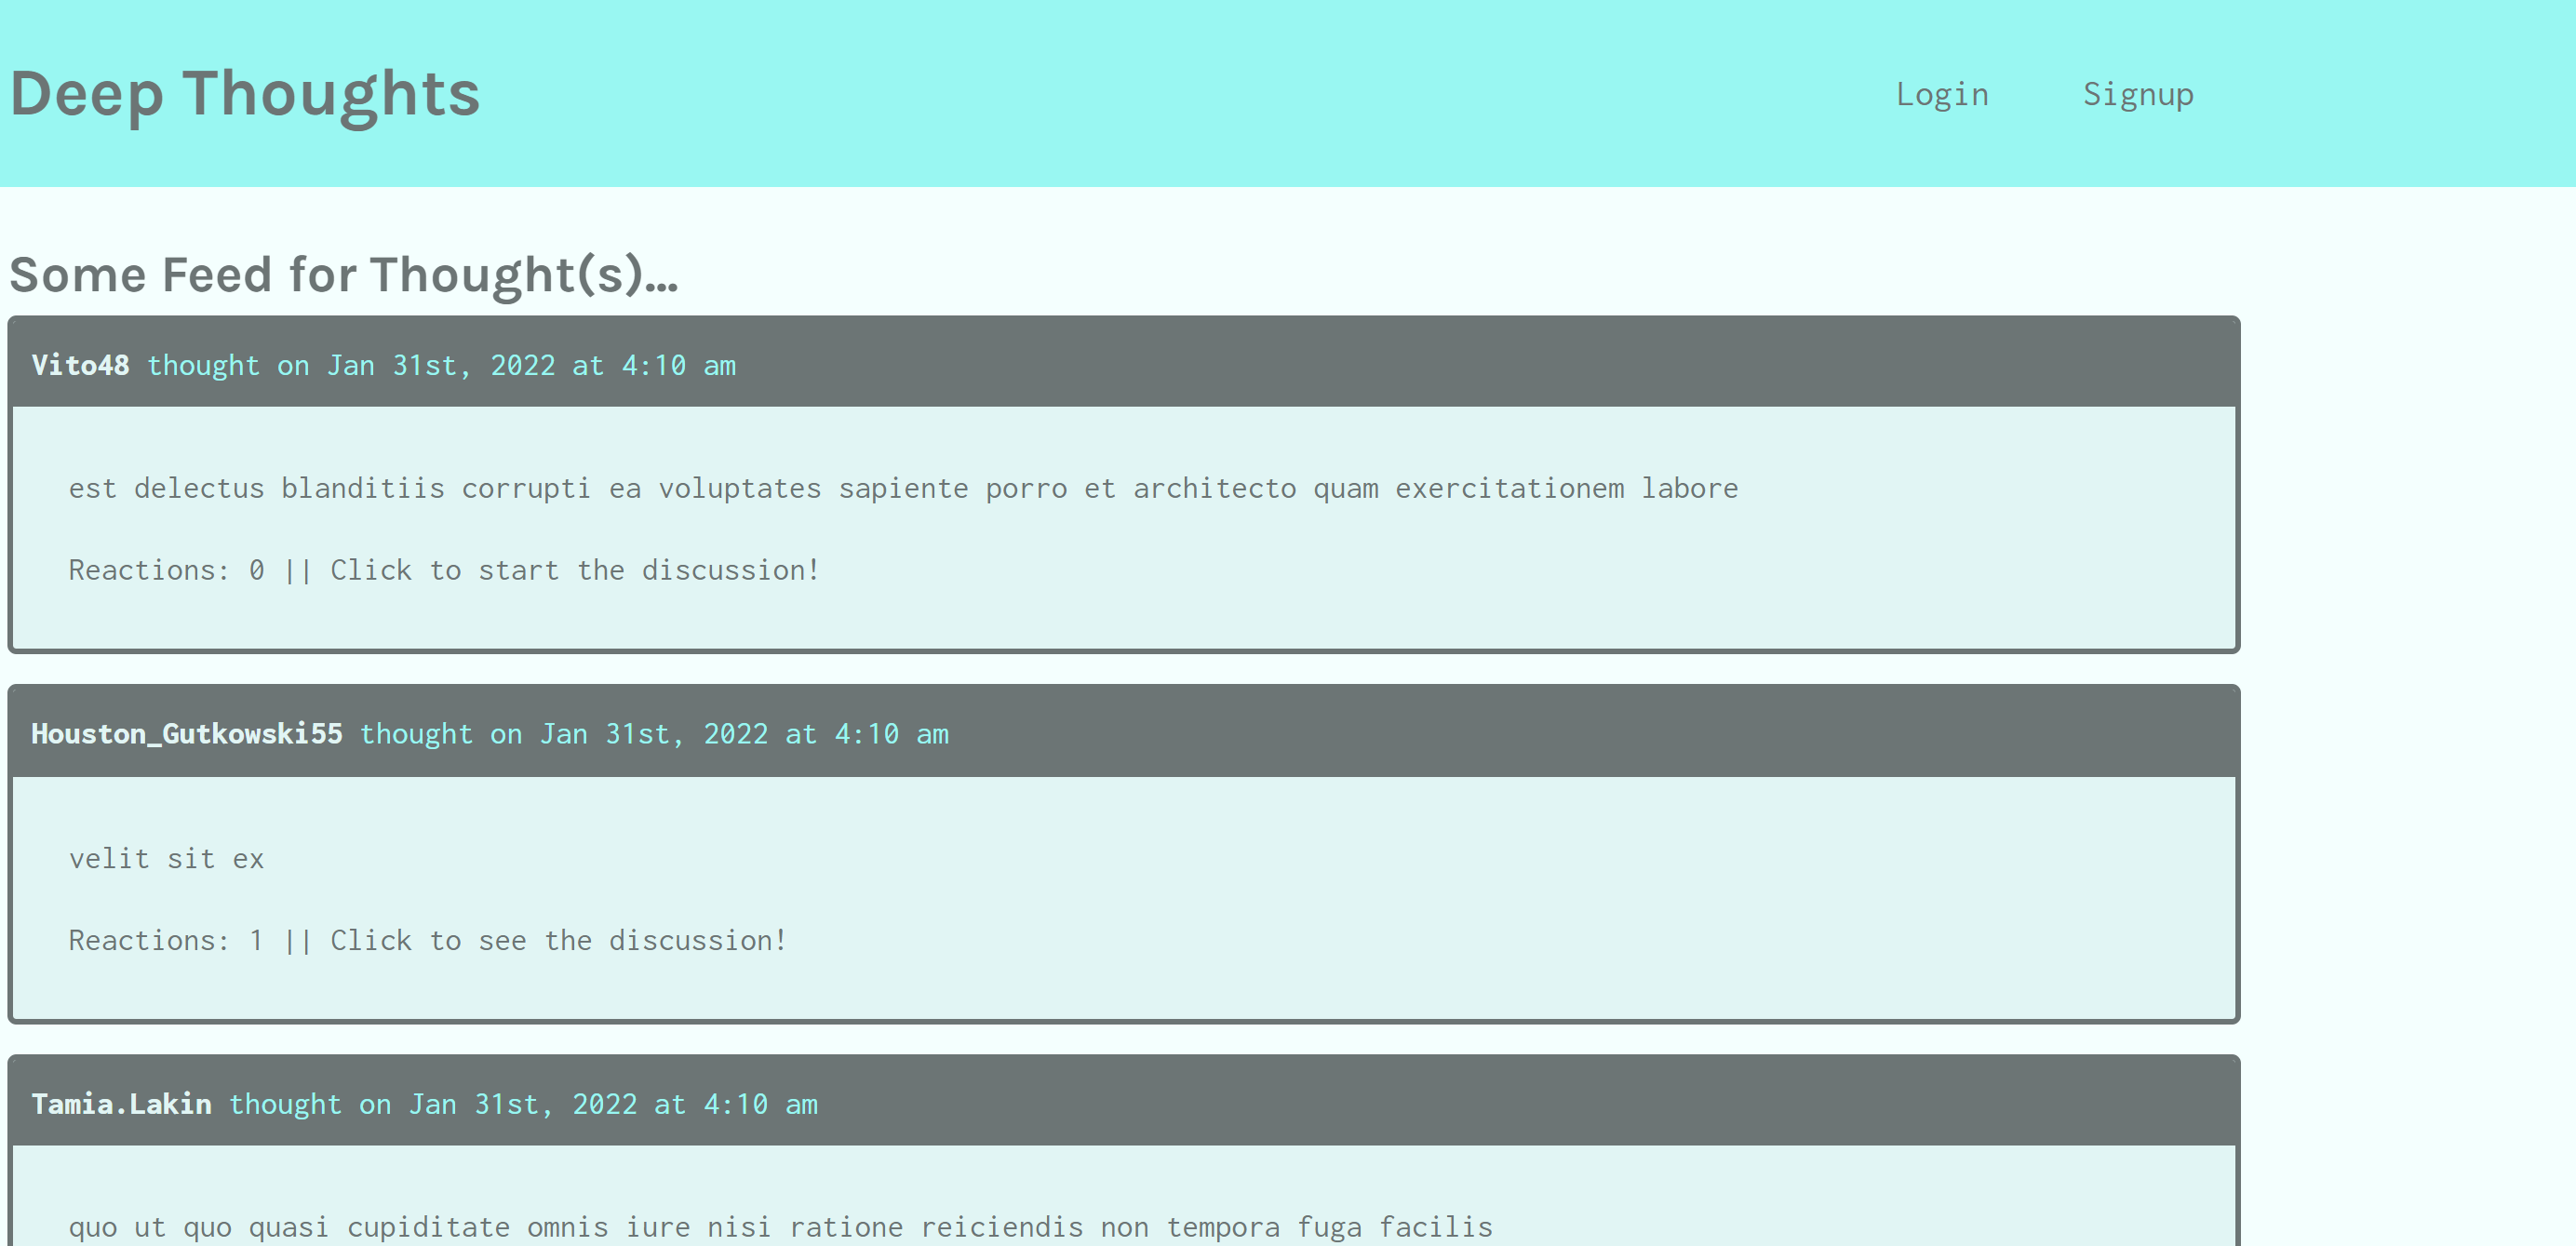 Deep Thoughts
Login
Signup
Some Feed for Thought(s)...
Vito48 thought on Jan 31st, 2022 at 4:10 am
est delectus blanditiis corrupti ea voluptates sapiente porro et architecto quam exercitationem labore
Reactions: 0 || Click to start the discussion!
Houston_Gutkowski55 thought on Jan 31st, 2022 at 4:10 am
velit sit ex
Reactions: 1 || Click to see the discussion!
Tamia.Lakin thought on Jan 31st, 2022 at 4:10 am
quo ut quo quasi cupiditate omnis iure nisi ratione reiciendis non tempora fuga facilis